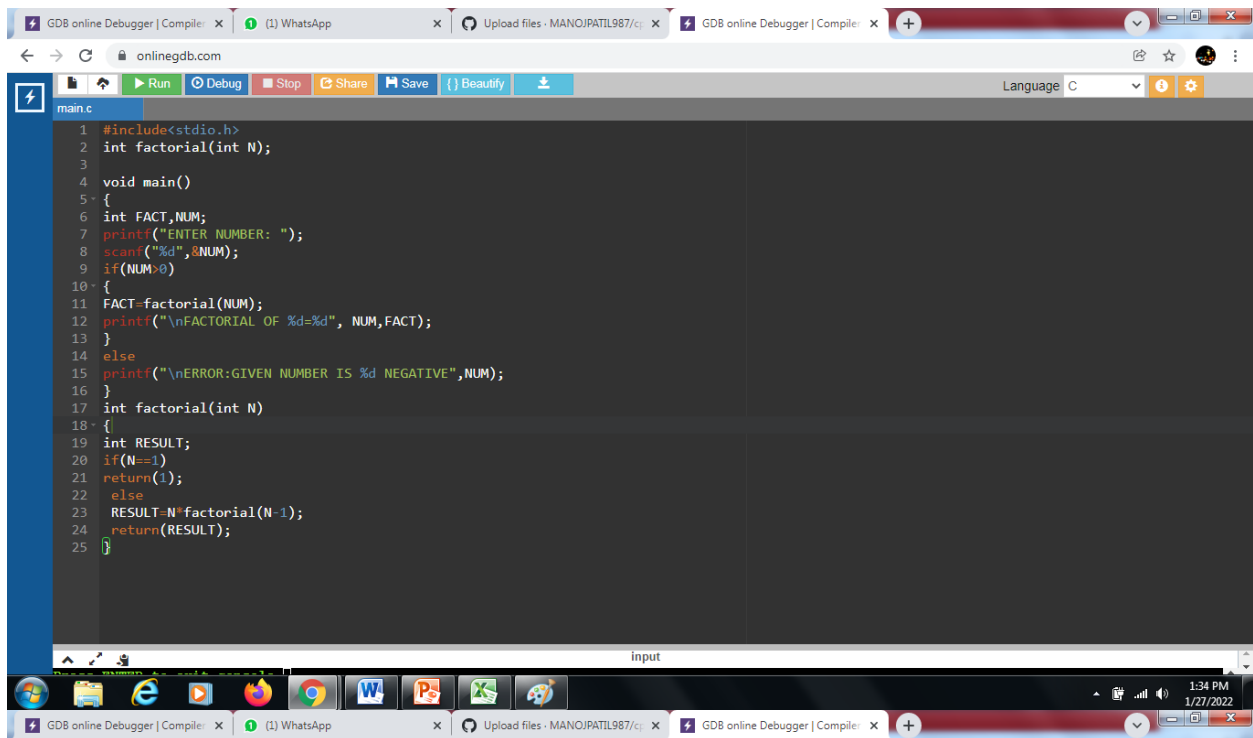 GDB online Debugger | Compiler
(1) WhatsApp
Upload files · MANOJPATIL987/cp
GDB online Debugger | Compiler
onlinegdb.com
Run Debug Stop Share Save { } Beautify
Language C
main.c
1 #include<stdio.h>
2 int factorial(int N);
3
4 void main()
5 {
6 int FACT,NUM;
7 printf("ENTER NUMBER: ");
8 scanf("%d",&NUM);
9 if(NUM>0)
10 {
11 FACT=factorial(NUM);
12 printf("\nFACTORIAL OF %d=%d", NUM,FACT);
13 }
14 else
15 printf("\nERROR:GIVEN NUMBER IS %d NEGATIVE",NUM);
16 }
17 int factorial(int N)
18 {
19 int RESULT;
20 if(N==1)
21 return(1);
22 else
23 RESULT=N*factorial(N-1);
24 return(RESULT);
25 }
input
1:34 PM
1/27/2022
GDB online Debugger | Compiler
(1) WhatsApp
Upload files · MANOJPATIL987/cp
GDB online Debugger | Compiler